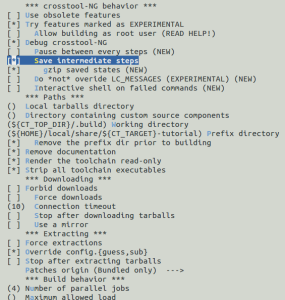 *** crosstool-NG behavior ***
[ ] Use obsolete features
[*] Try features marked as EXPERIMENTAL
[ ]   Allow building as root user (READ HELP!)
[*] Debug crosstool-NG
[ ]   Pause between every steps (NEW)
[*]   Save intermediate steps
[*]     gzip saved states (NEW)
[ ]   Do *not* overide LC_MESSAGES (EXPERIMENTAL) (NEW)
[ ]   Interactive shell on failed commands (NEW)
*** Paths ***
()  Local tarballs directory
()  Directory containing custom source components
(${CT_TOP_DIR}/.build) Working directory
(${HOME}/local/share/${CT_TARGET}-tutorial) Prefix directory
[*]   Remove the prefix dir prior to building
[*] Remove documentation
[*] Render the toolchain read-only
[*] Strip all toolchain executables
*** Downloading ***
[ ] Forbid downloads
[ ]   Force downloads
(10)  Connection timeout
[ ]   Stop after downloading tarballs
[ ]   Use a mirror
*** Extracting ***
[ ] Force extractions
[*] Override config.{guess,sub}
[ ] Stop after extracting tarballs
Patches origin (Bundled only)  --->
*** Build behavior ***
(4) Number of parallel jobs
()  Maximum allowed load